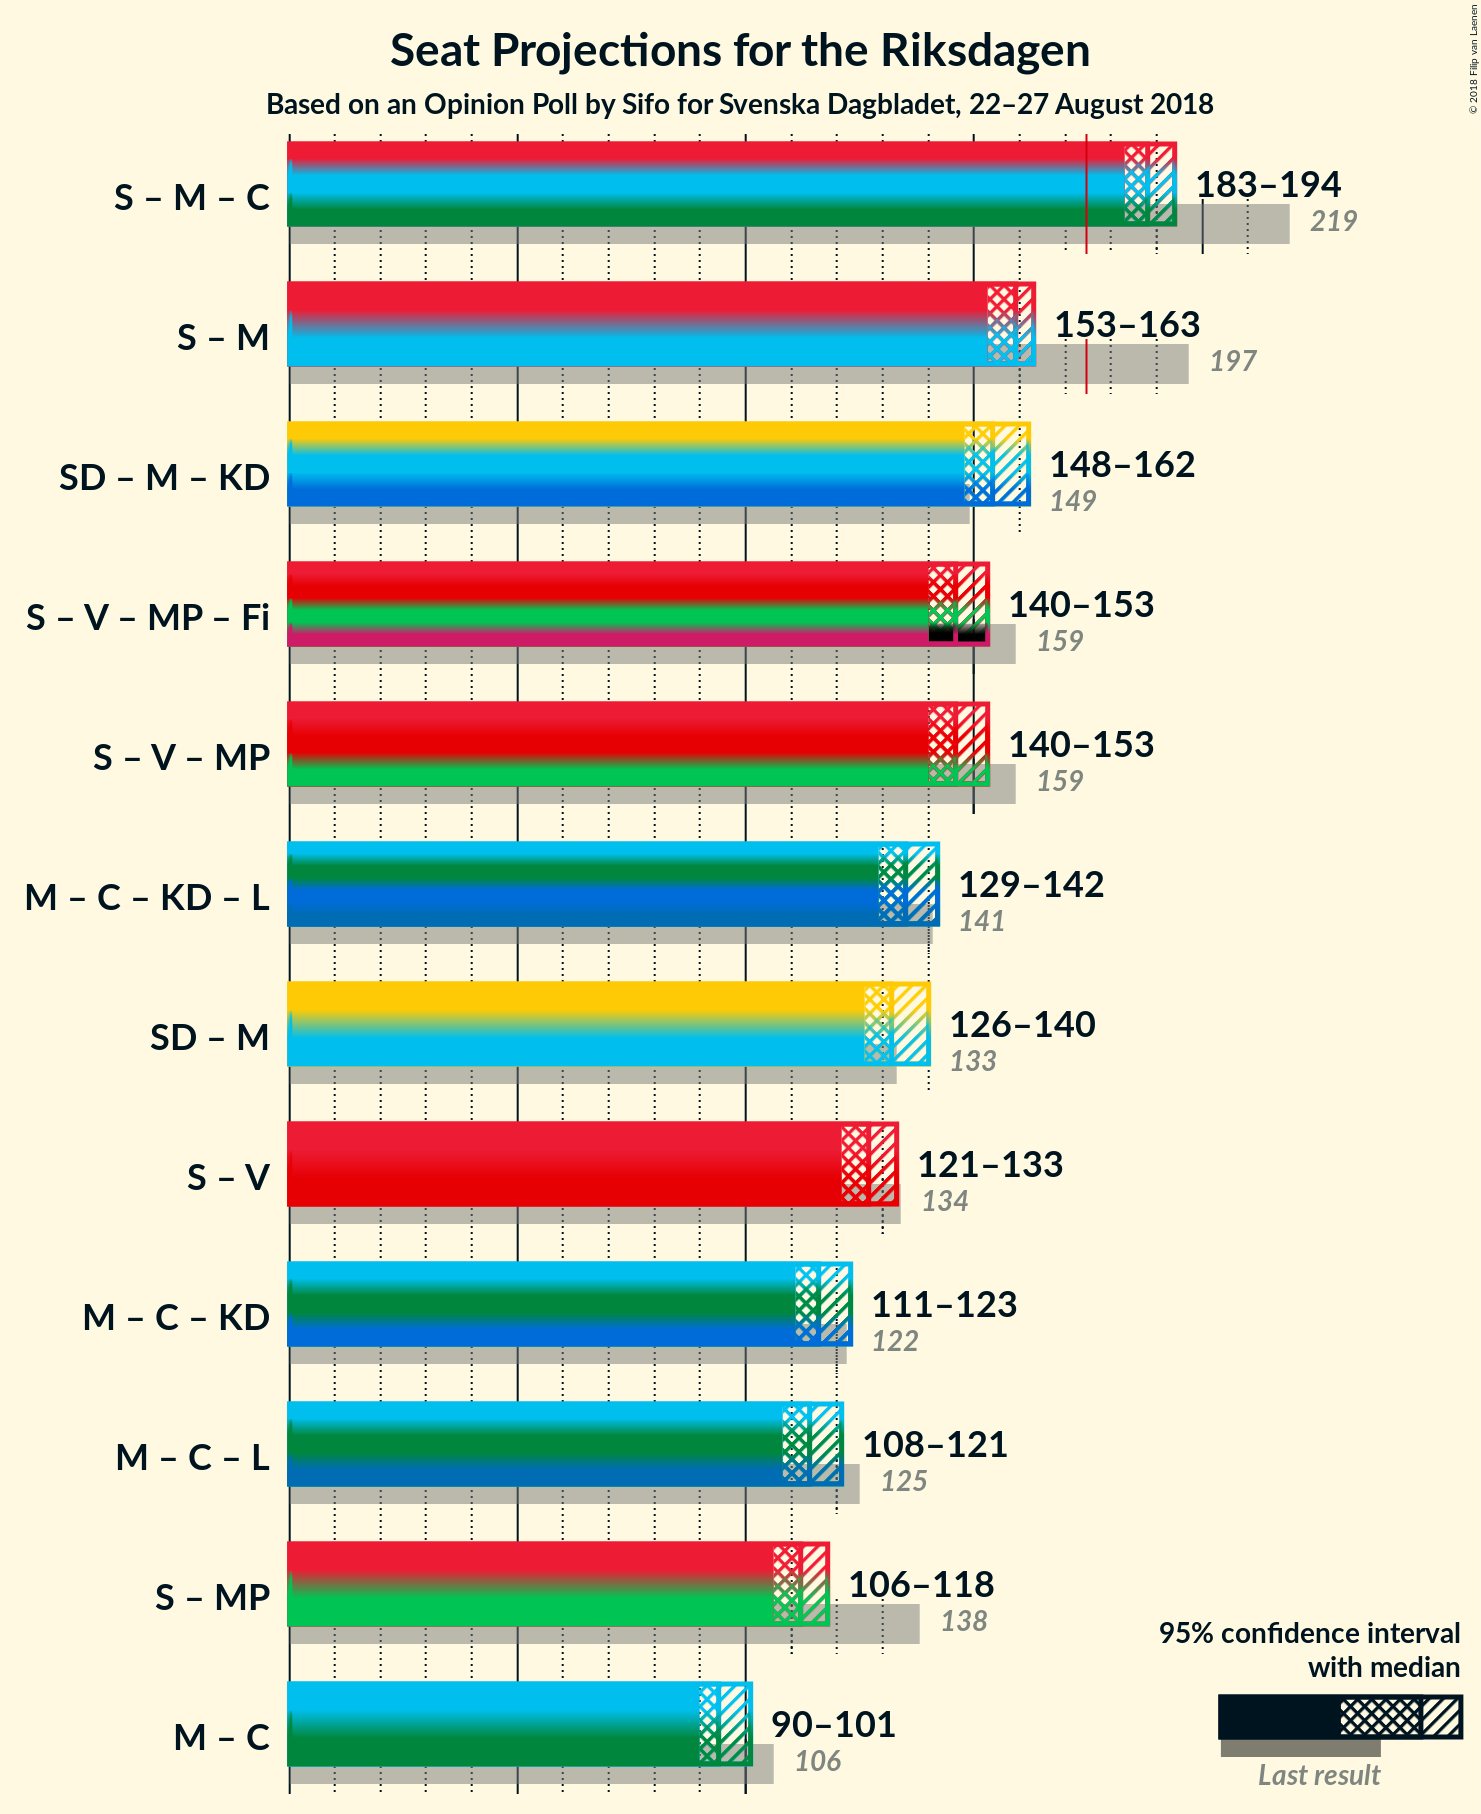 Seat Projections for the Riksdagen
Based on an Opinion Poll by Sifo for Svenska Dagbladet, 22–27 August 2018
© 2018 Filip van Laenen
S – M – C
183–194
219
S – M
153–163
197
SD – M – KD
148–162
149
S – V – MP – Fi
140–153
159
S – V – MP
140–153
159
M – C – KD – L
129–142
141
SD – M
126–140
133
S – V
121–133
134
M – C – KD
111–123
122
M – C – L
108–121
125
S – MP
106–118
138
M – C
90–101
106
95% confidence interval
with median
Last result